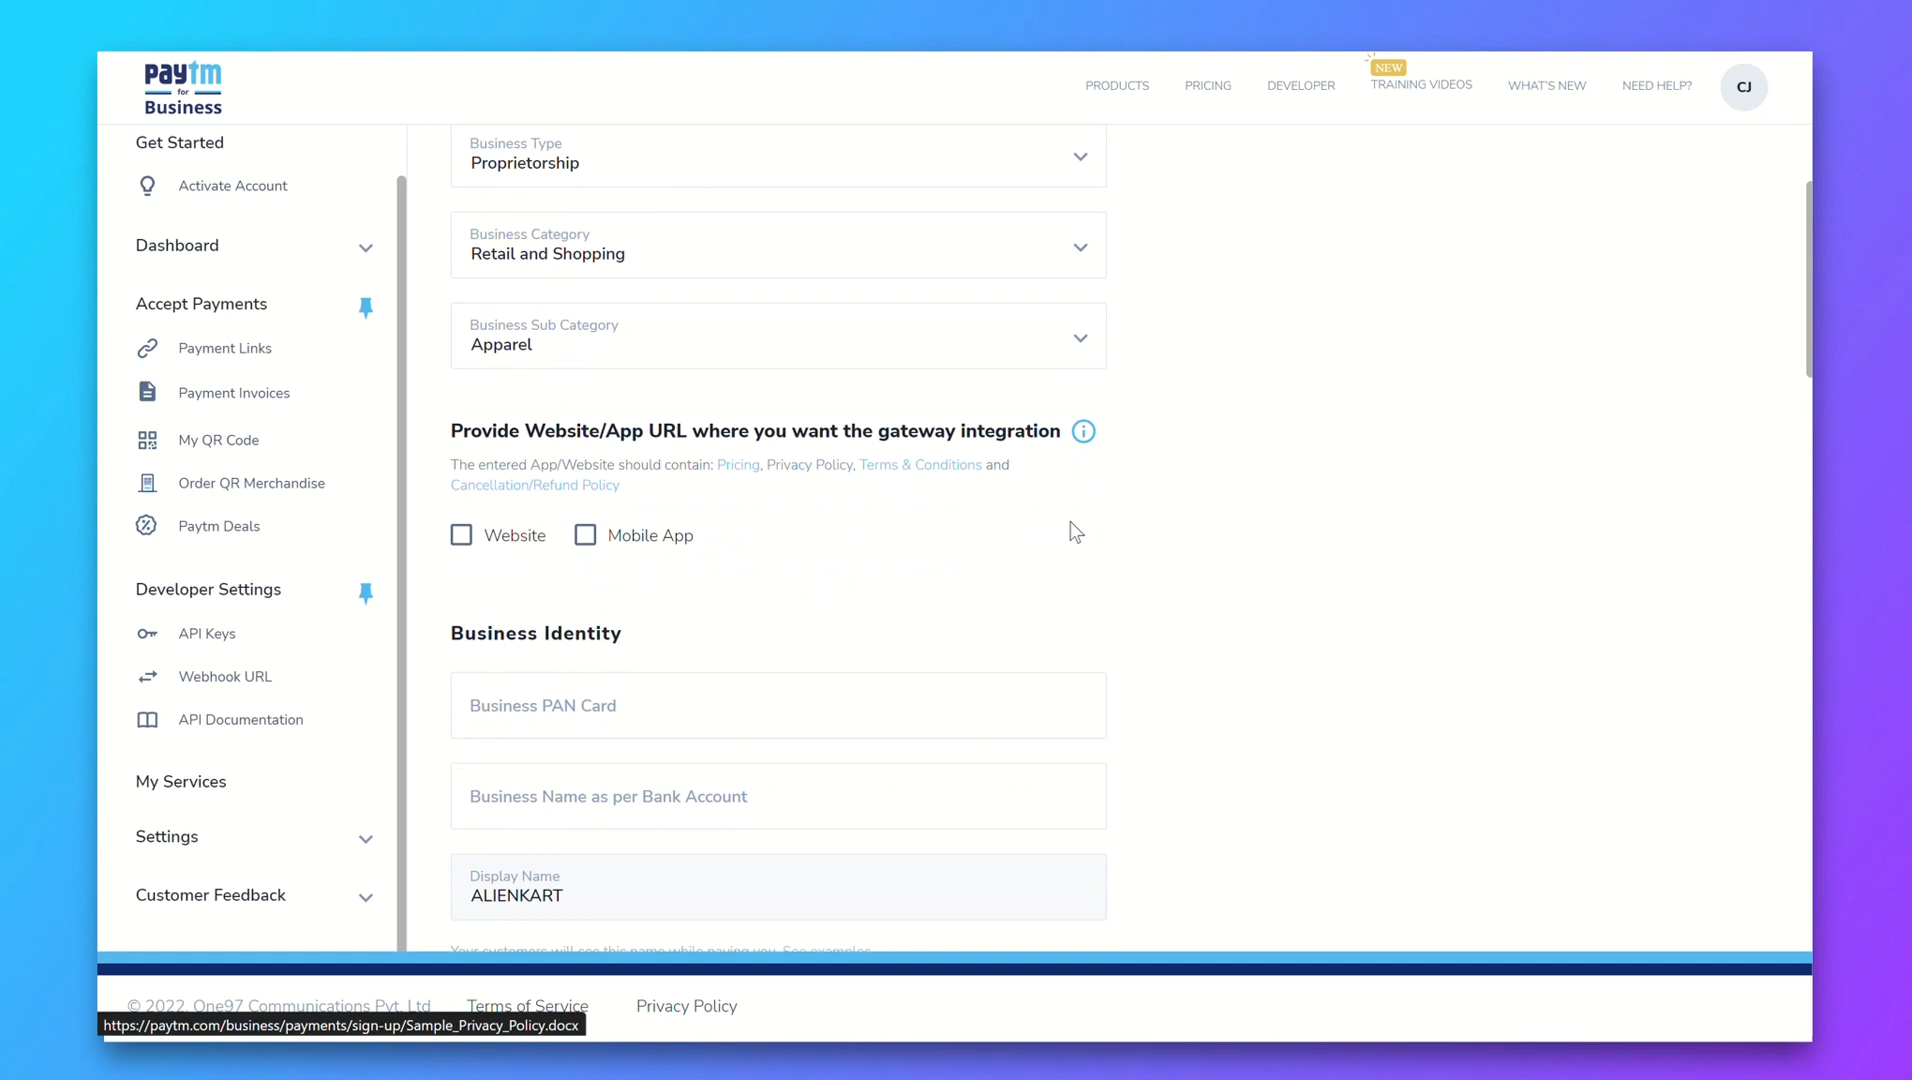 paytm
for
Business
PRODUCTS
PRICING
DEVELOPER
NEW
TRAINING VIDEOS
WHAT'S NEW
NEED HELP?
CJ
Get Started
Activate Account
Dashboard
Accept Payments
Payment Links
Payment Invoices
My QR Code
Order QR Merchandise
Paytm Deals
Developer Settings
API Keys
Webhook URL
API Documentation
My Services
Settings
Customer Feedback
Business Type
Proprietorship
Business Category
Retail and Shopping
Business Sub Category
Apparel
Provide Website/App URL where you want the gateway integration
The entered App/Website should contain: Pricing, Privacy Policy, Terms & Conditions and
Cancellation/Refund Policy
Website
Mobile App
Business Identity
Business PAN Card
Business Name as per Bank Account
Display Name
ALIENKART
Your customers will see this name while paying you. See examples
© 2022, One97 Communications Pvt. Ltd
Terms of Service
Privacy Policy
https://paytm.com/business/payments/sign-up/Sample_Privacy_Policy.docx